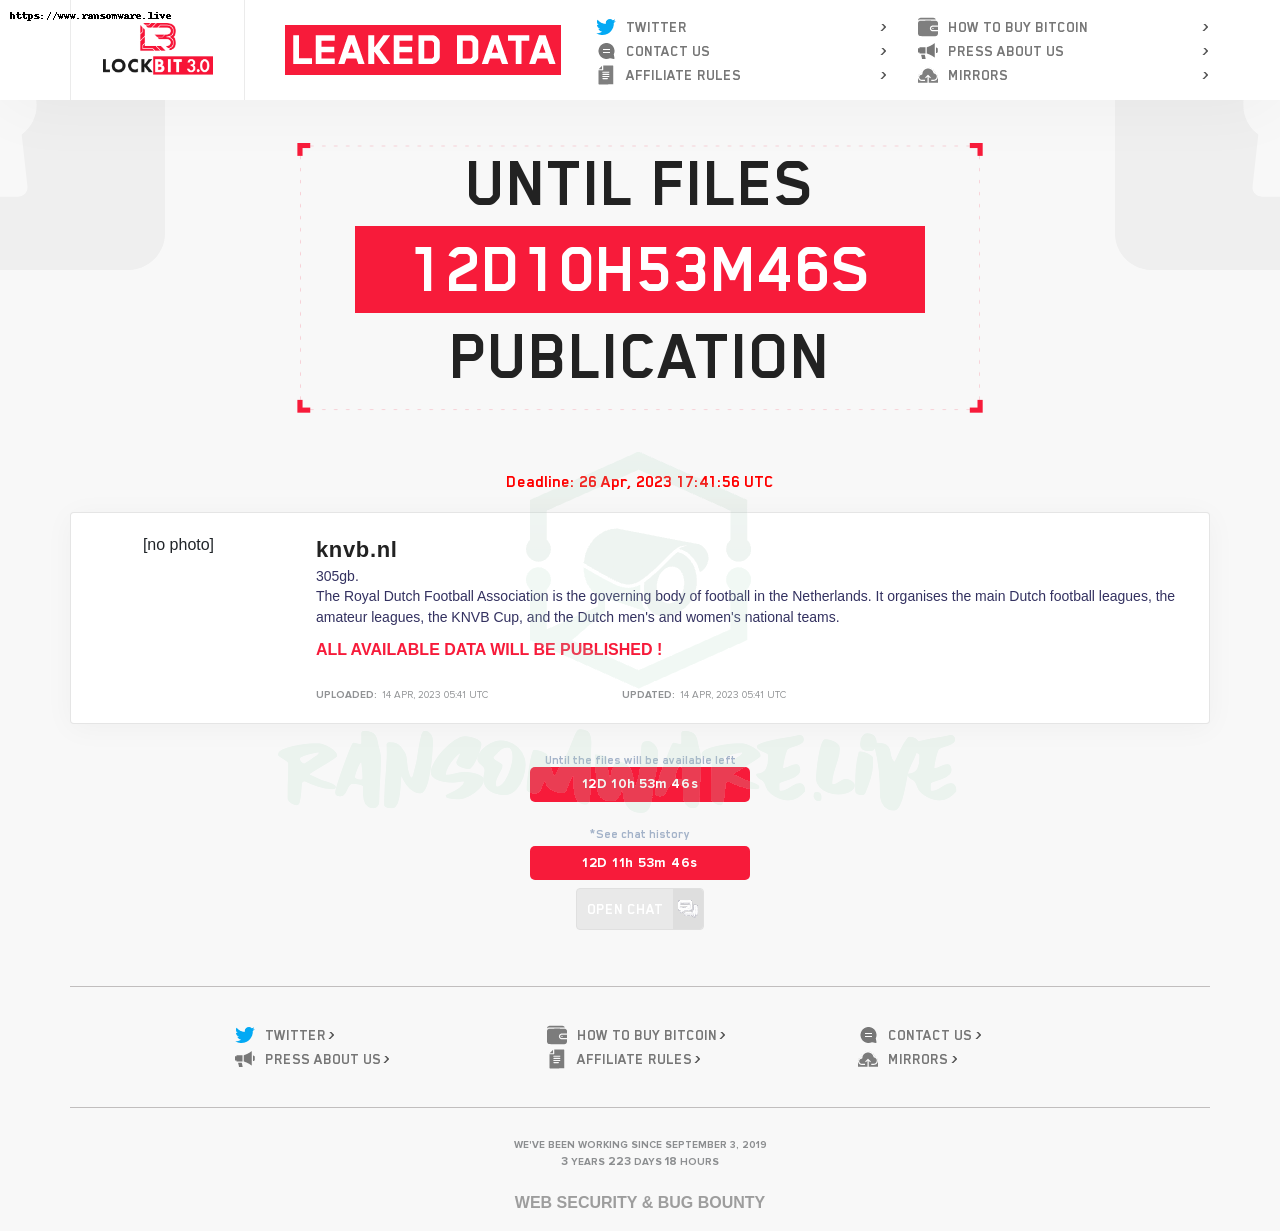 https://www.ransomware.live
LOCKBIT 3.0
LEAKED DATA
TWITTER
CONTACT US
AFFILIATE RULES
HOW TO BUY BITCOIN
PRESS ABOUT US
MIRRORS
UNTIL FILES
12D10H53M46S
PUBLICATION
Deadline: 26 Apr, 2023 17:41:56 UTC
[no photo]
knvb.nl
305gb.
The Royal Dutch Football Association is the governing body of football in the Netherlands. It organises the main Dutch football leagues, the
amateur leagues, the KNVB Cup, and the Dutch men's and women's national teams.
ALL AVAILABLE DATA WILL BE PUBLISHED !
UPLOADED: 14 APR, 2023 05:41 UTC UPDATED: 14 APR, 2023 05:41 UTC
RANSOMWARE.LIVE
Until the files will be available left
12D 10h 53m 46s
*See chat history
12D 11h 53m 46s
OPEN CHAT
TWITTER
PRESS ABOUT US
HOW TO BUY BITCOIN
AFFILIATE RULES
CONTACT US
MIRRORS
WE'VE BEEN WORKING SINCE SEPTEMBER 3, 2019
3 YEARS 223 DAYS 18 HOURS
WEB SECURITY & BUG BOUNTY